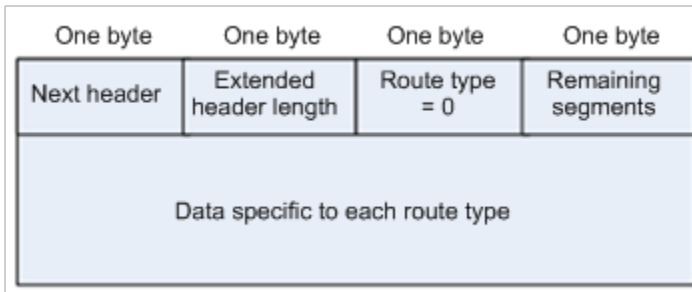 One byte One byte One byte One byte
Next header Extended header length Route type = 0 Remaining segments
Data specific to each route type